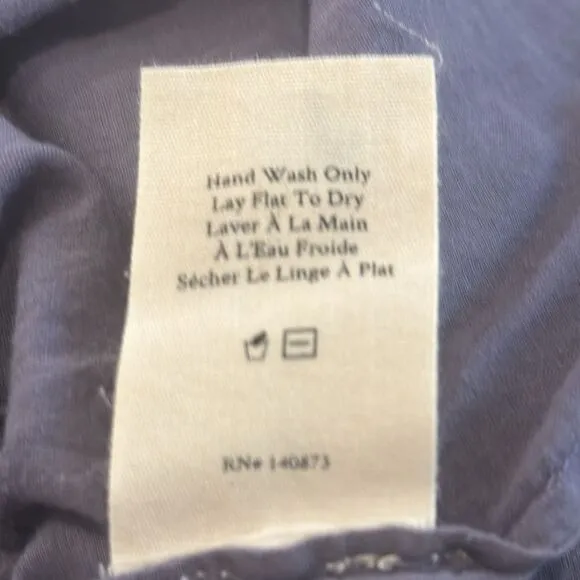 Hand Wash Only
Lay Flat To Dry
Laver À La Main
À L'Eau Froide
Sécher Le Linge À Plat
RN# 140873